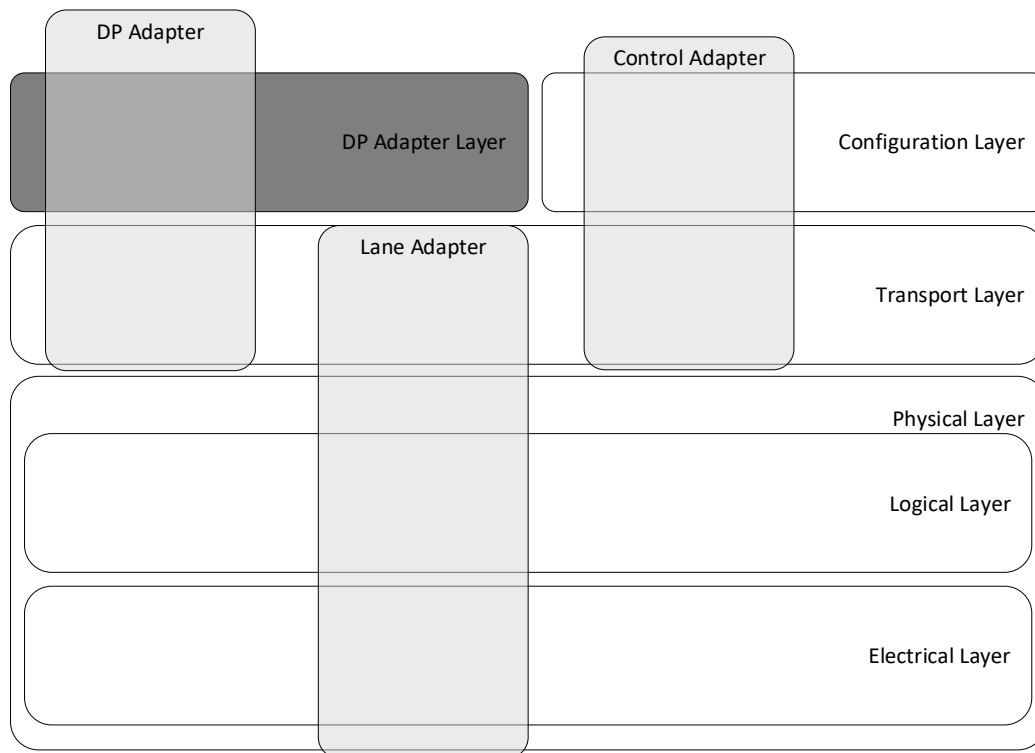 DP Adapter
Control Adapter
DP Adapter Layer
Configuration Layer
Lane Adapter
Transport Layer
Physical Layer
Logical Layer
Electrical Layer